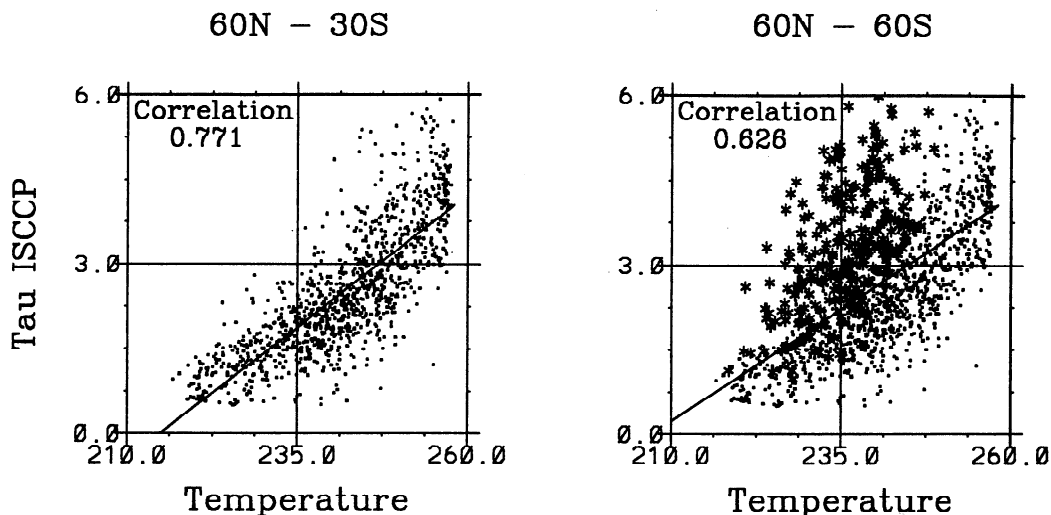 60N - 30S
6.0
Correlation
0.771
Tau ISCCP
3.0
0.0
210.0 235.0 260.0
Temperature
60N - 60S
6.0
Correlation
0.626
3.0
0.0
210.0 235.0 260.0
Temperature